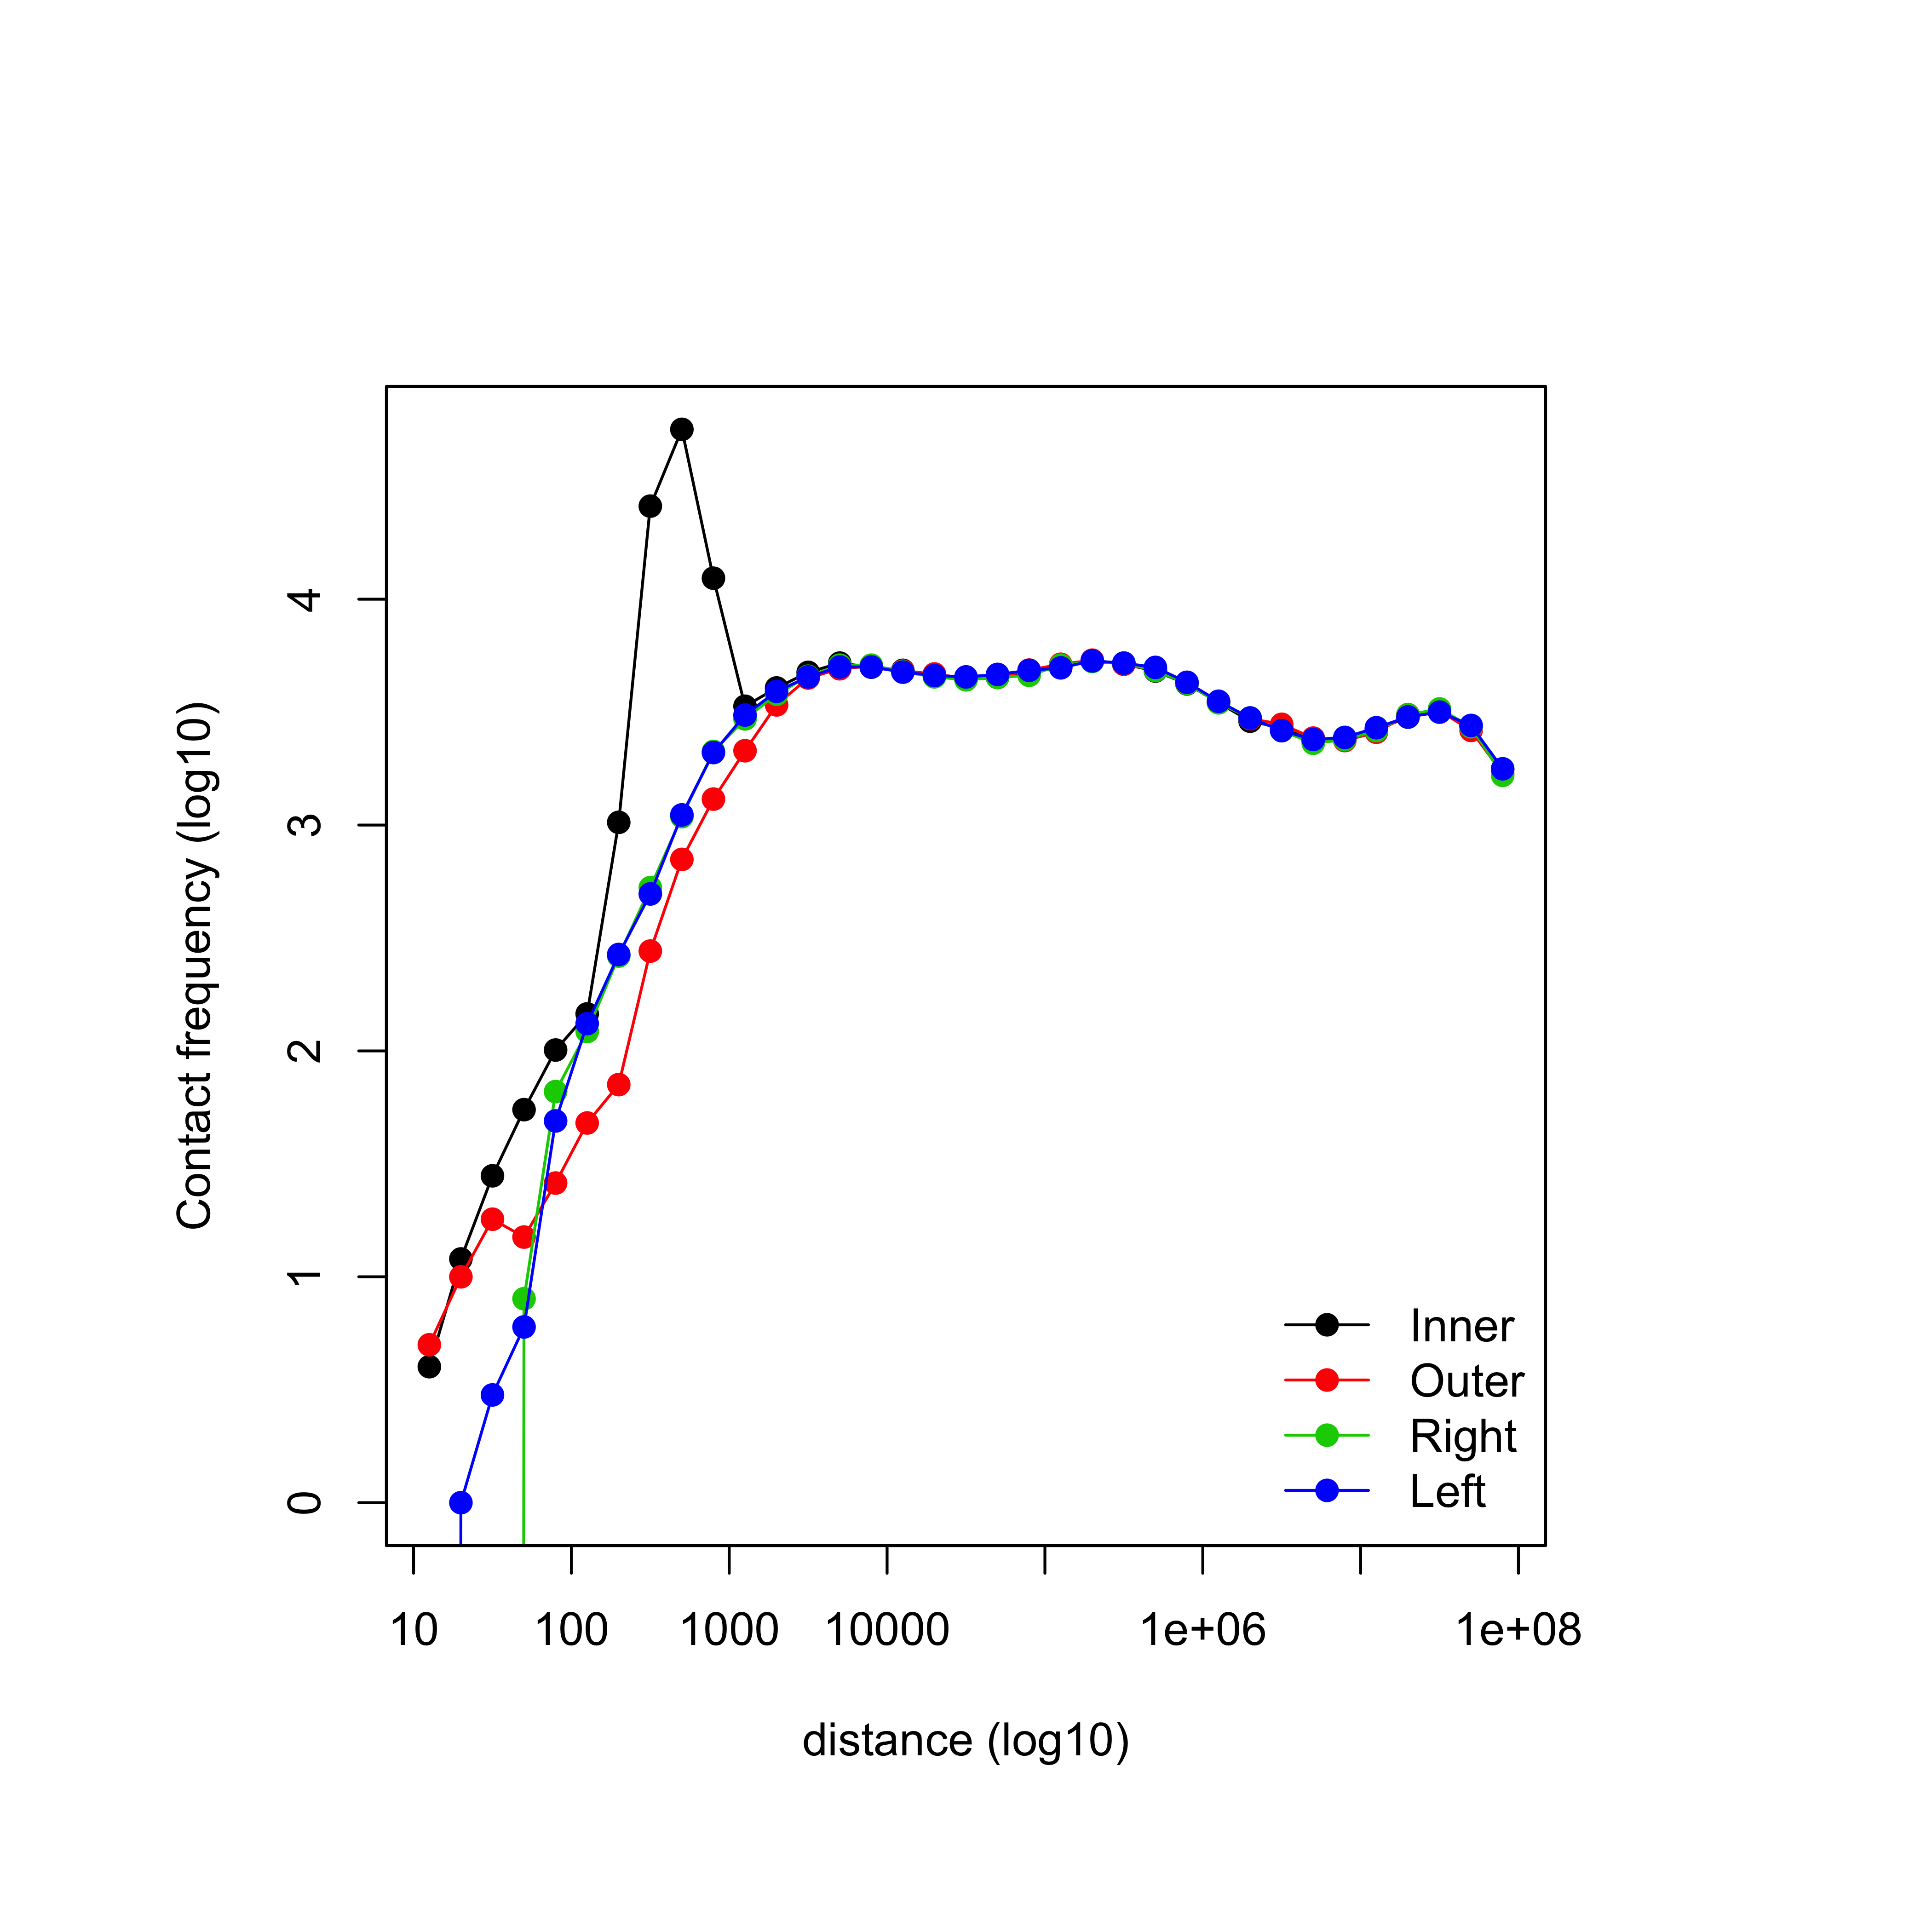 Contact frequency (log10)
4
3
2
1
0
Inner
Outer
Right
Left
10 100 1000 10000 1e+06 1e+08
distance (log10)